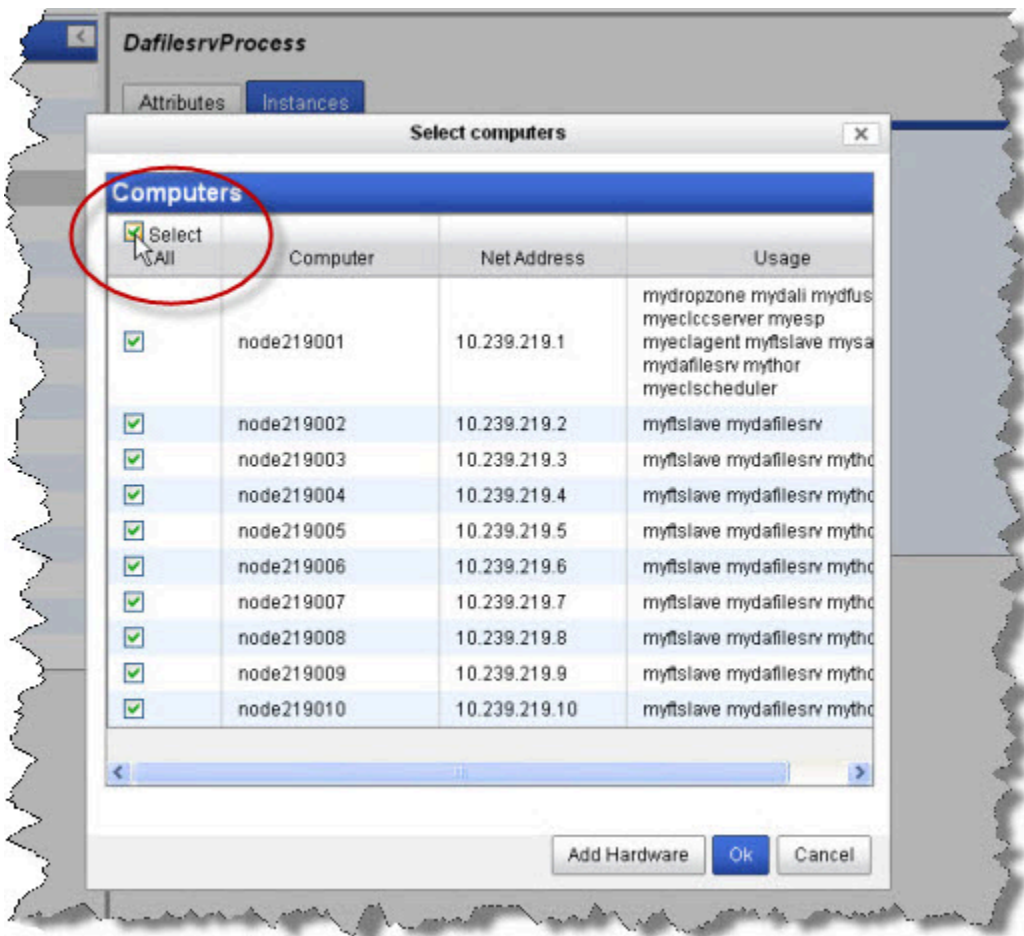 DafilesrvProcess
Attributes Instances
Select computers
Computers
Select All Computer Net Address Usage
mydropzone mydali mydfus
myeclccserver myesp
node219001 10.239.219.1 myeclagent myftslave mysa
mydafilesrv mythor
myeclscheduler
node219002 10.239.219.2 myftslave mydafilesrv
node219003 10.239.219.3 myftslave mydafilesrv mytho
node219004 10.239.219.4 myftslave mydafilesrv mytho
node219005 10.239.219.5 myftslave mydafilesrv mytho
node219006 10.239.219.6 myftslave mydafilesrv mytho
node219007 10.239.219.7 myftslave mydafilesrv mytho
node219008 10.239.219.8 myftslave mydafilesrv mytho
node219009 10.239.219.9 myftslave mydafilesrv mytho
node219010 10.239.219.10 myftslave mydafilesrv mytho
Add Hardware Ok Cancel